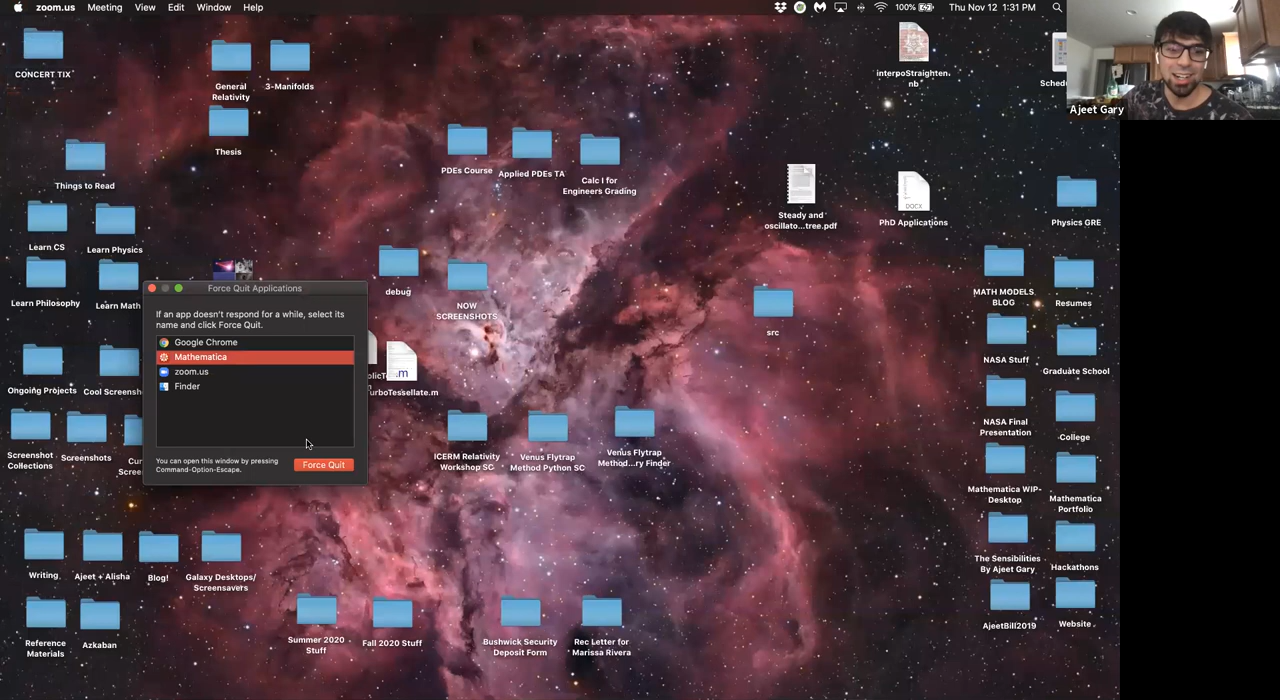 zoom.us Meeting View Edit Window Help
100% Thu Nov 12 1:31 PM
Ajeet Gary
CONCERT TIX
General
Relativity
3-Manifolds
Thesis
Things to Read
Learn CS
Learn Physics
Learn Philosophy
Learn Math
Ongoing Projects
Cool Screensh
Screenshot
Collections
Screenshots
Cur
Scree
PDEs Course
Applied PDEs TA
Calc I for
Engineers Grading
interpoStraighten.
nb
Schedu
Steady and
oscillato...tree.pdf
DOCX
PhD Applications
Physics GRE
debug
NOW
SCREENSHOTS
src
MATH MODELS
BLOG
Resumes
NASA Stuff
Graduate School
NASA Final
Presentation
College
Mathematica WIP-
Desktop
Mathematica
Portfolio
The Sensibilities
By Ajeet Gary
Hackathons
AjeetBill2019
Website
Force Quit Applications
If an app doesn't respond for a while, select its
name and click Force Quit.
Google Chrome
Mathematica
zoom.us
Finder
You can open this window by pressing
Command-Option-Escape.
Force Quit
.m
TurboTessellate.m
ICERM Relativity
Workshop SC
Venus Flytrap
Method Python SC
Venus Flytrap
Method...ry Finder
Writing
Ajeet + Alisha
Blog!
Galaxy Desktops/
Screensavers
Reference
Materials
Azkaban
Summer 2020
Stuff
Fall 2020 Stuff
Bushwick Security
Deposit Form
Rec Letter for
Marissa Rivera